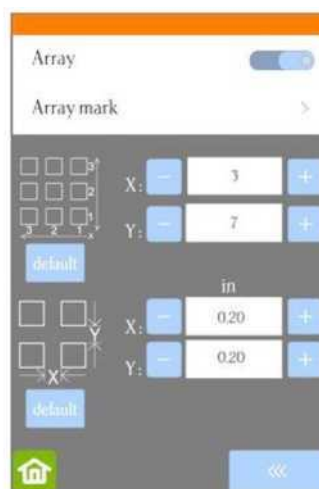 Array
Array mark
3
2
1
3 2 1
x
X: − 3 +
Y: − 7 +
default
in
X: − 0.20 +
Y
Y: − 0.20 +
X
default